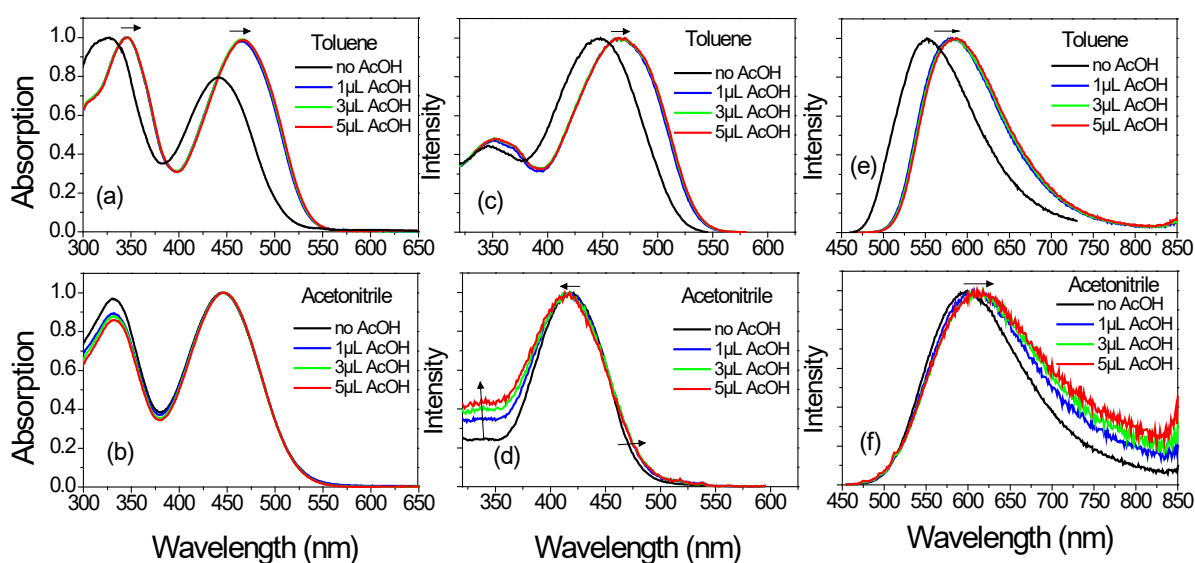 Absorption
1.0
0.8
0.6
0.4
0.2
0.0
Toluene
no AcOH
1μL AcOH
3μL AcOH
5μL AcOH
(a)
300 350 400 450 500 550 600 650
Intensity
Toluene
no AcOH
1μL AcOH
3μL AcOH
5μL AcOH
(c)
350 400 450 500 550 600
Intensity
Toluene
no AcOH
1μL AcOH
3μL AcOH
5μL AcOH
(e)
450 500 550 600 650 700 750 800 850
Absorption
1.0
0.8
0.6
0.4
0.2
0.0
Acetonitrile
no AcOH
1μL AcOH
3μL AcOH
5μL AcOH
(b)
300 350 400 450 500 550 600 650
Wavelength (nm)
Intensity
Acetonitrile
no AcOH
1μL AcOH
3μL AcOH
5μL AcOH
(d)
350 400 450 500 550 600
Wavelength (nm)
Intensity
Acetonitrile
no AcOH
1μL AcOH
3μL AcOH
5μL AcOH
(f)
450 500 550 600 650 700 750 800 850
Wavelength (nm)